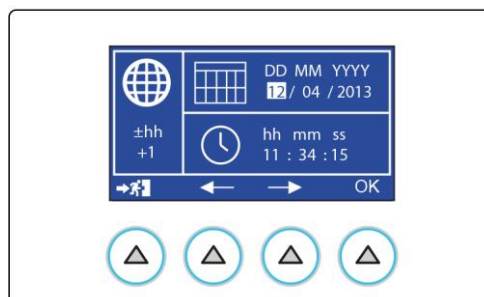 DD MM YYYY
12 / 04 / 2013
±hh
+1
hh mm ss
11 : 34 : 15
OK